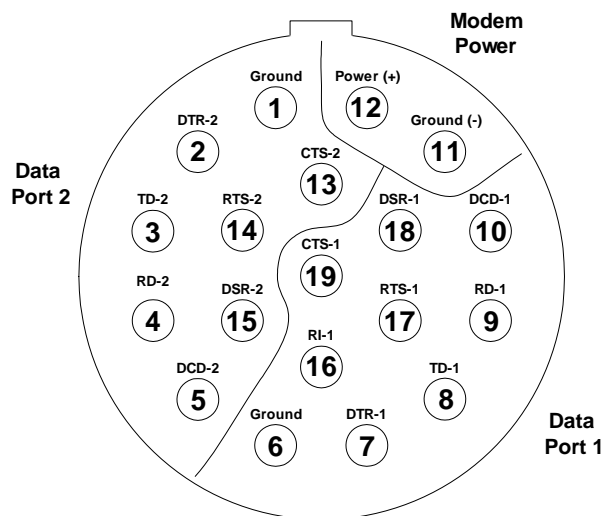 Modem
Power
Ground
1
Power (+)
12
DTR-2
2
Ground (-)
11
CTS-2
13
Data
Port 2
TD-2
3
RTS-2
14
DSR-1
18
DCD-1
10
CTS-1
19
RD-2
4
DSR-2
15
RTS-1
17
RD-1
9
RI-1
16
DCD-2
5
TD-1
8
Ground
6
DTR-1
7
Data
Port 1